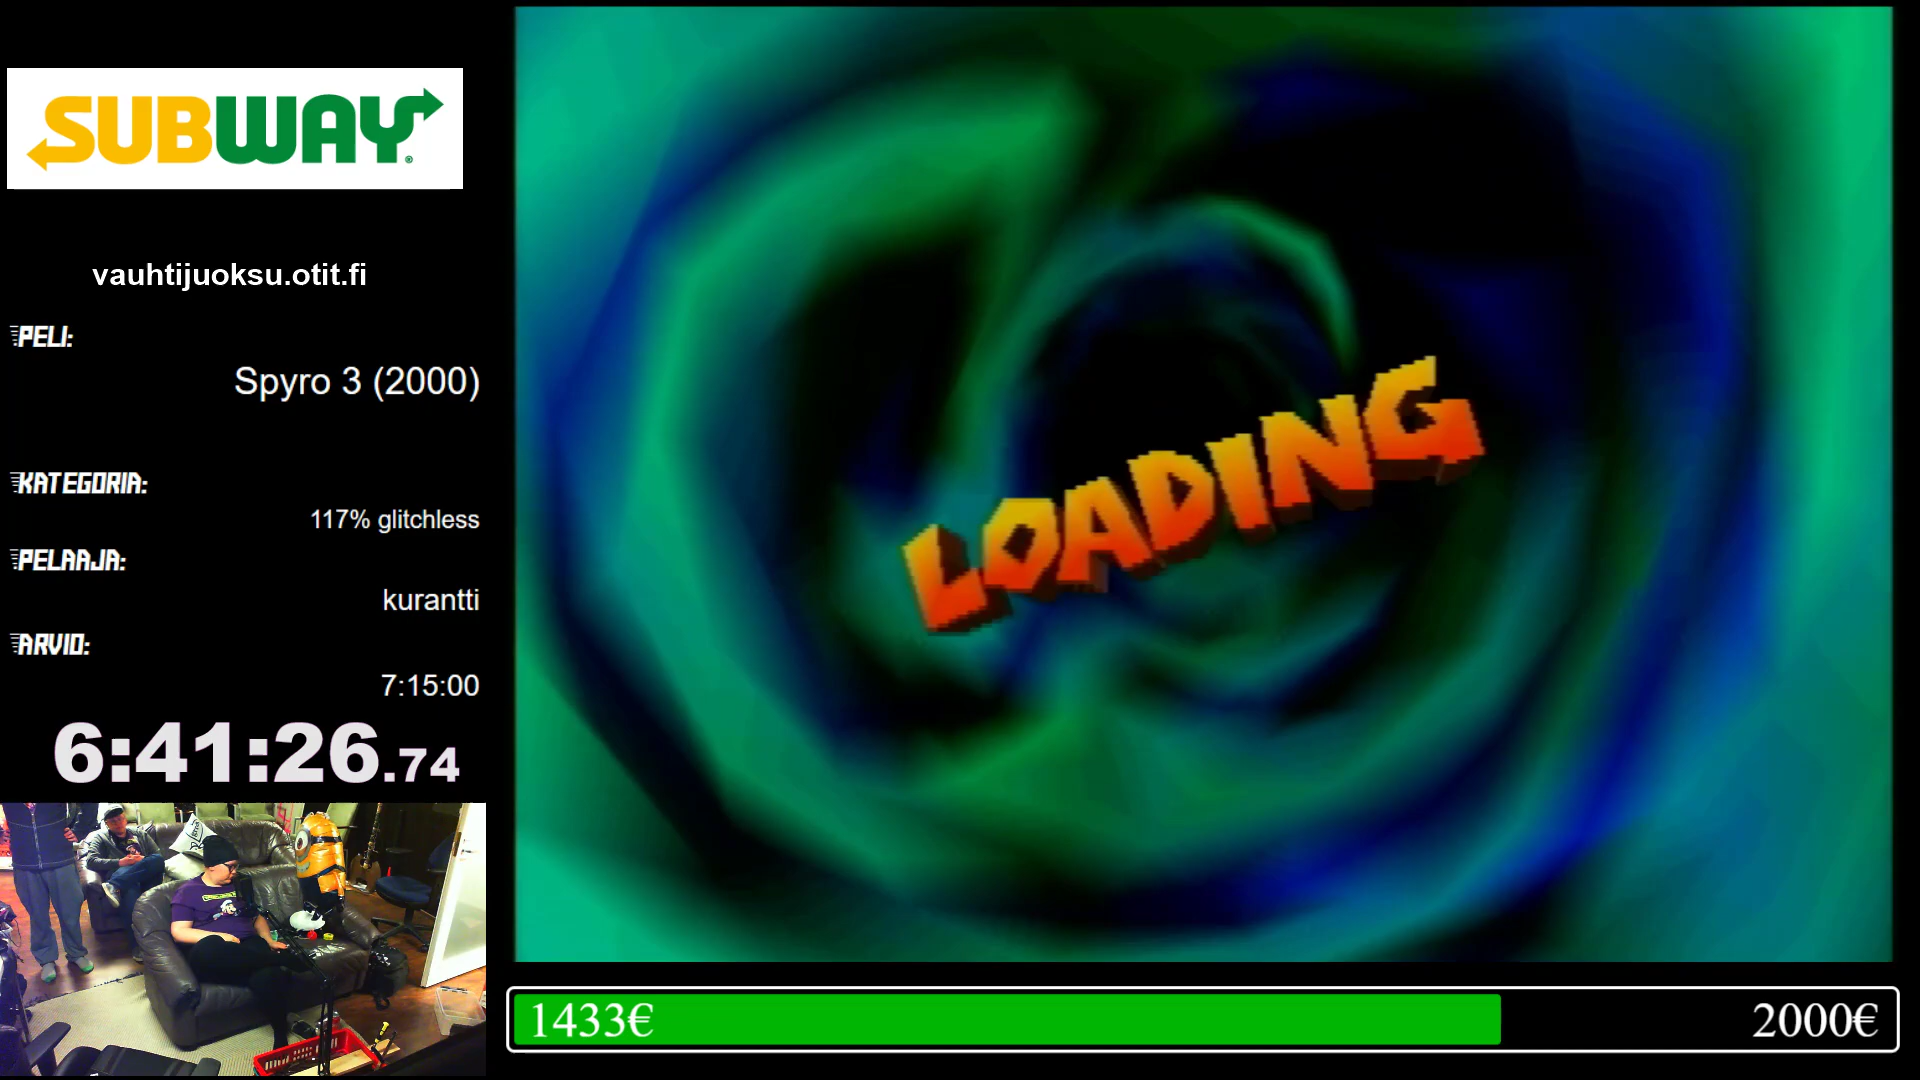 SUBWAY®
vauhtijuoksu.otit.fi
PELI:
Spyro 3 (2000)
KATEGORIA:
117% glitchless
PELAAJA:
kurantti
ARVIO:
7:15:00
6:41:26.74
LOADING
1433€
2000€